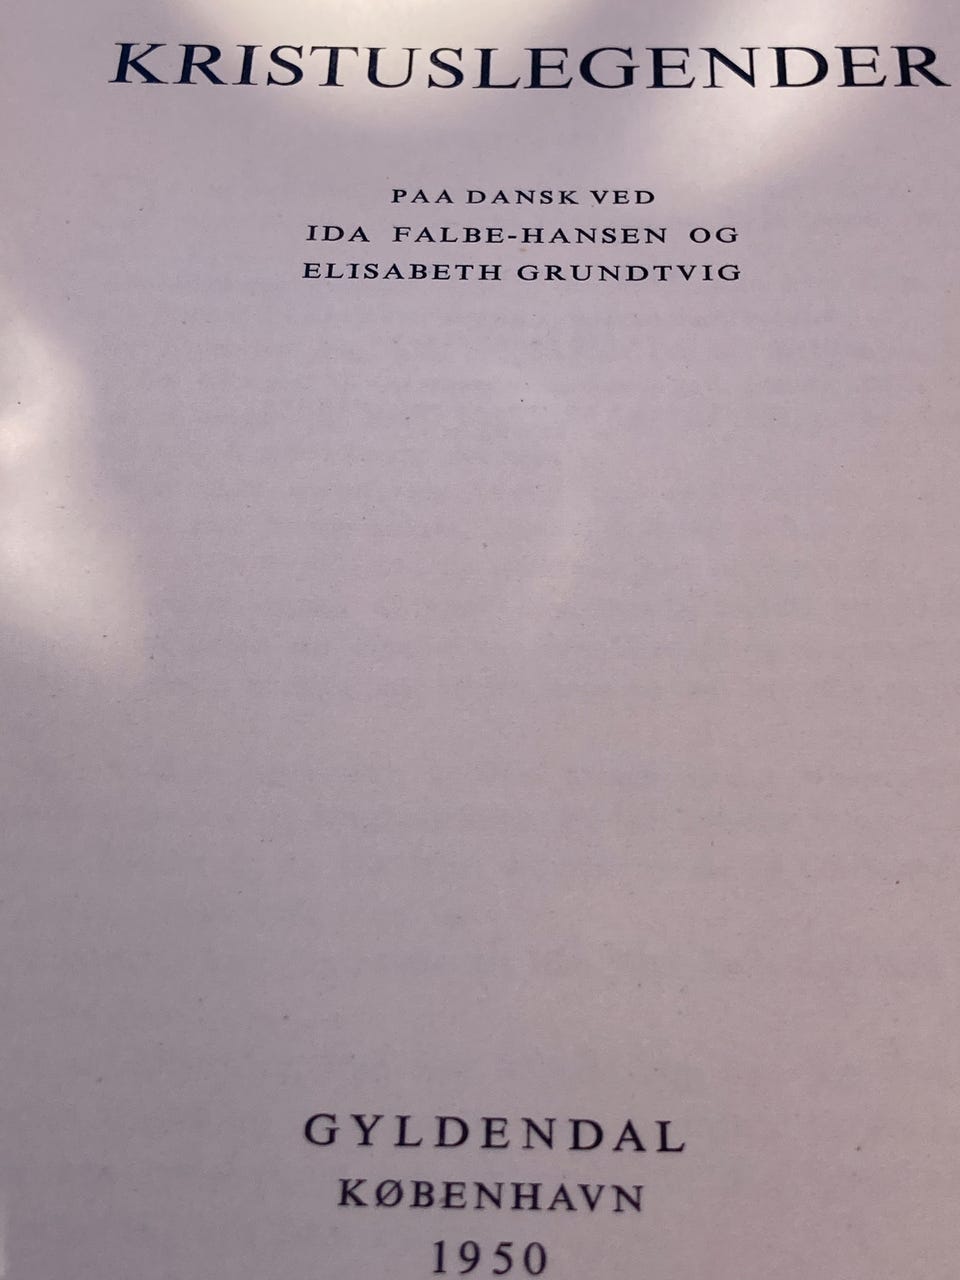 KRISTUSLEGENDER
PAA DANSK VED
IDA FALBE-HANSEN OG
ELISABETH GRUNDTVIG
GYLDENDAL
KØBENHAVN
1950